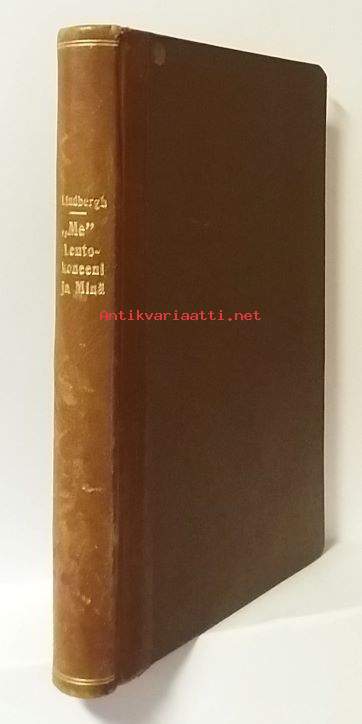 Lindbergh
„Me”
Lento-
koneeni
ja Minä
Antikvariaatti.net